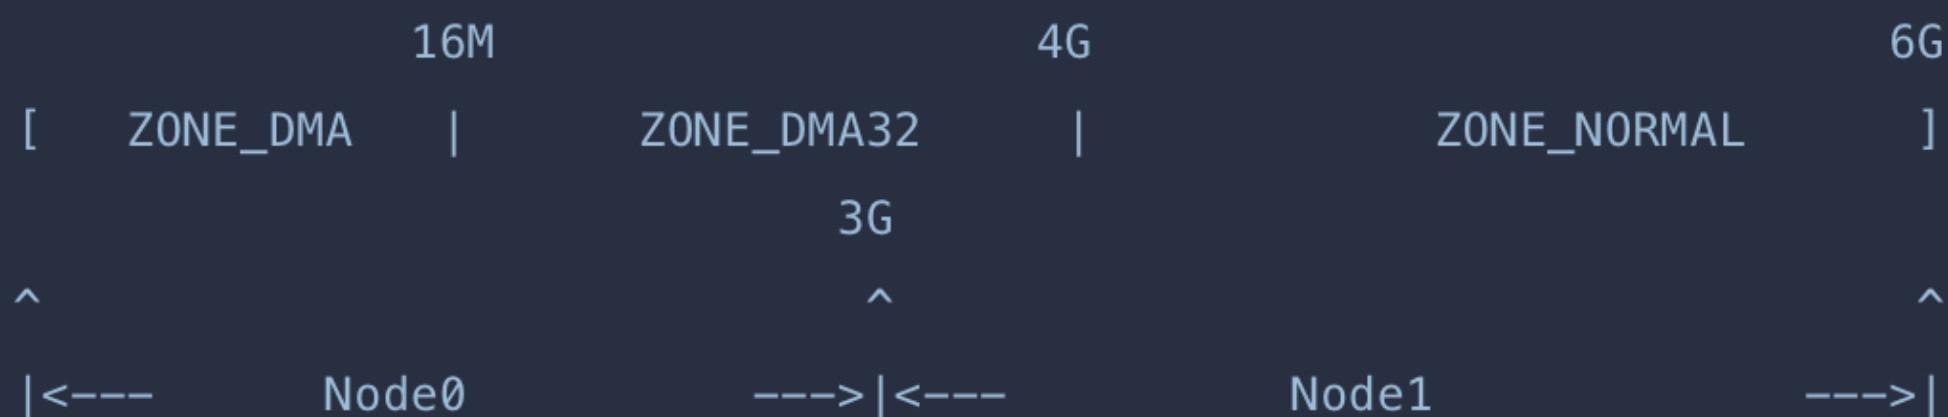 16M 4G 6G
[ ZONE_DMA | ZONE_DMA32 | ZONE_NORMAL ]
3G
^ ^ ^
|<--- Node0 --->|<--- Node1 --->|